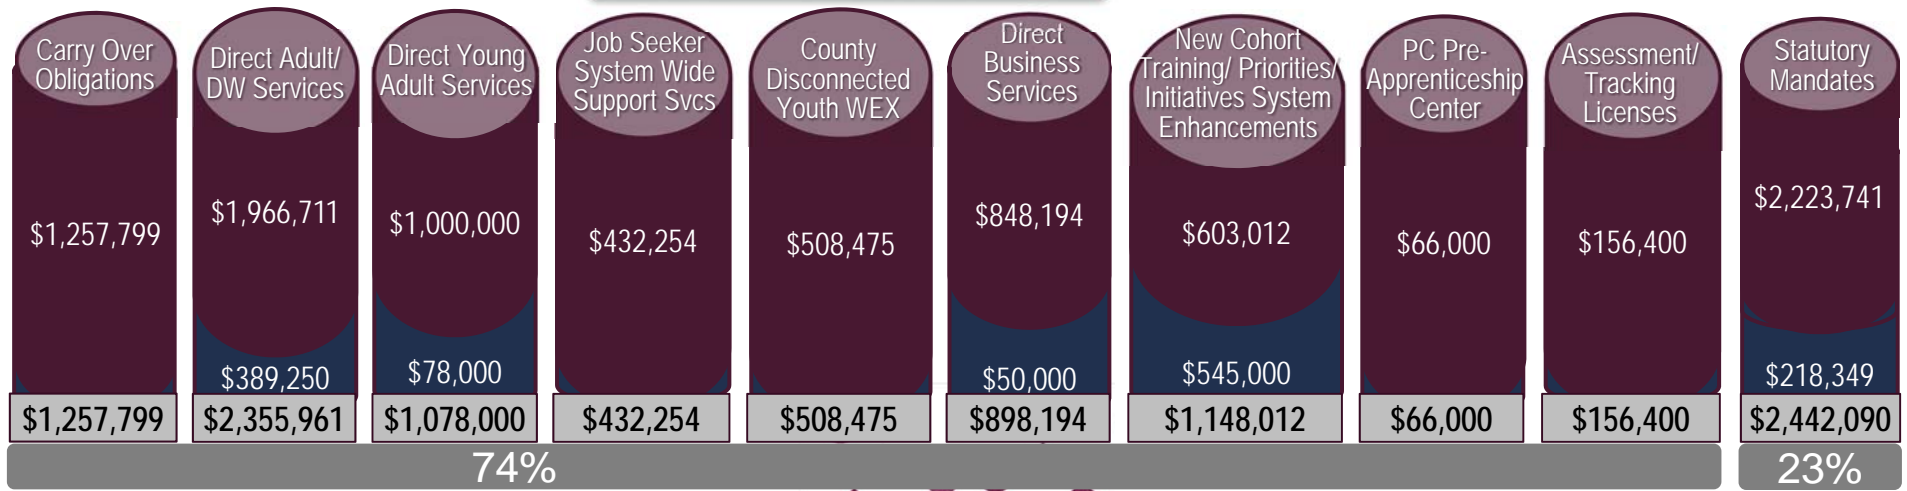 Carry Over
Obligations
Direct Adult/
DW Services
Direct Young
Adult Services
Job Seeker
System Wide
Support Svcs
County
Disconnected
Youth WEX
Direct
Business
Services
New Cohort
Training/ Priorities/
Initiatives System
Enhancements
PC Pre-
Apprenticeship
Center
Assessment/
Tracking
Licenses
Statutory
Mandates
$1,257,799
$1,966,711
$1,000,000
$432,254
$508,475
$848,194
$603,012
$66,000
$156,400
$2,223,741
$389,250
$78,000
$50,000
$545,000
$218,349
$1,257,799
$2,355,961
$1,078,000
$432,254
$508,475
$898,194
$1,148,012
$66,000
$156,400
$2,442,090
74%
23%